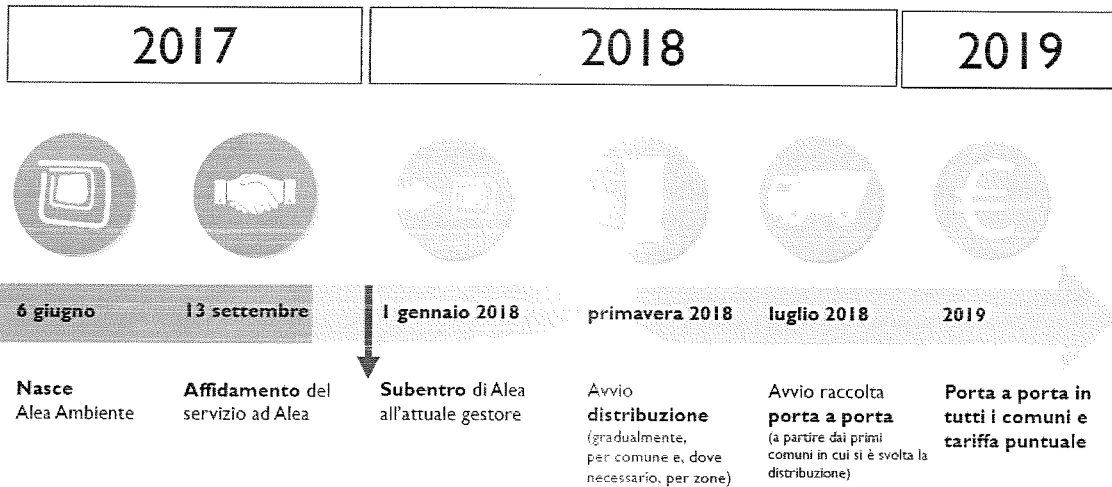 2017
2018
2019
6 giugno
13 settembre
1 gennaio 2018
primavera 2018
luglio 2018
2019
Nasce
Alea Ambiente
Affidamento del
servizio ad Alea
Subentro di Alea
all'attuale gestore
Avvio
distribuzione
(gradualmente,
per comune e, dove
necessario, per zone)
Avvio raccolta
porta a porta
(a partire dai primi
comuni in cui si è svolta la
distribuzione)
Porta a porta in
tutti i comuni e
tariffa puntuale